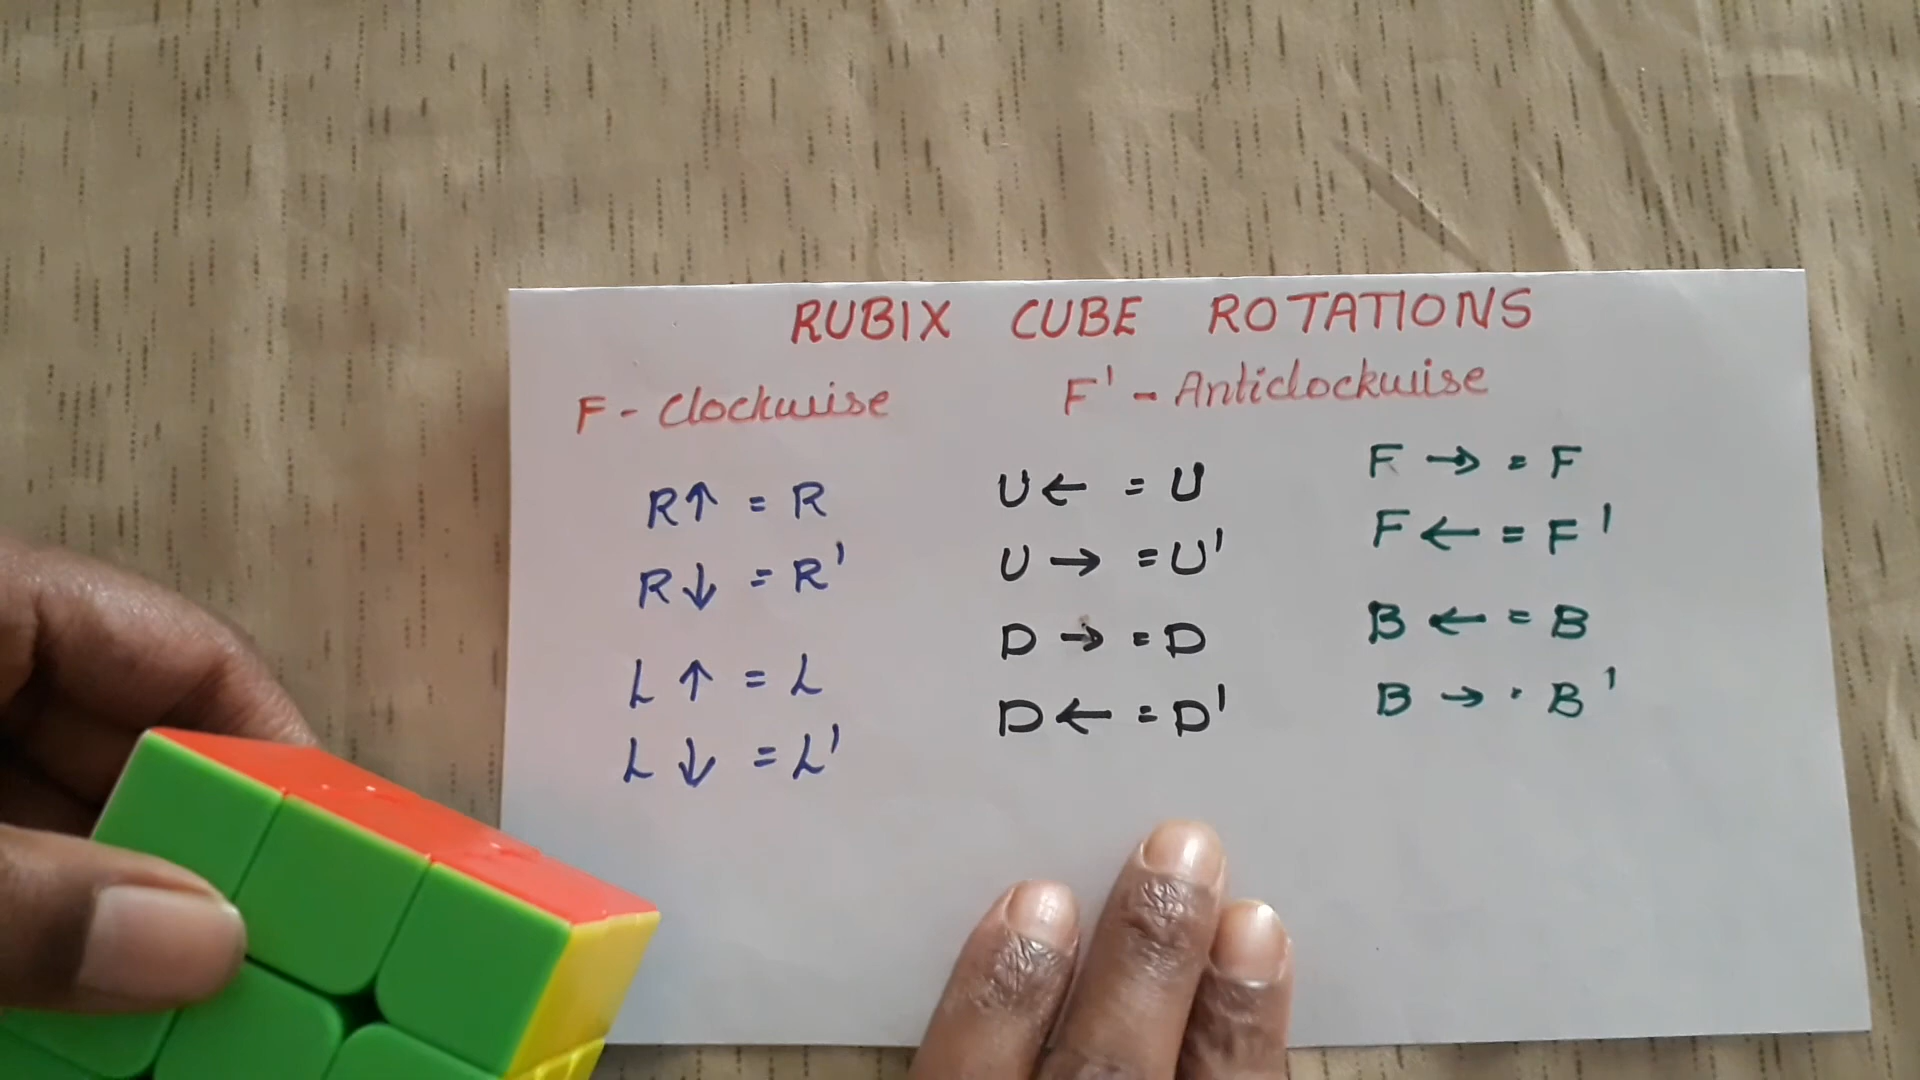 RUBIX CUBE ROTATIONS
F - Clockwise
F' - Anticlockwise
R↑ = R
R↓ = R'
L ↑ = L
L ↓ = L'
U← = U
U → = U'
D → = D
D← = D'
F → = F
F ← = F'
B ← = B
B → · B'